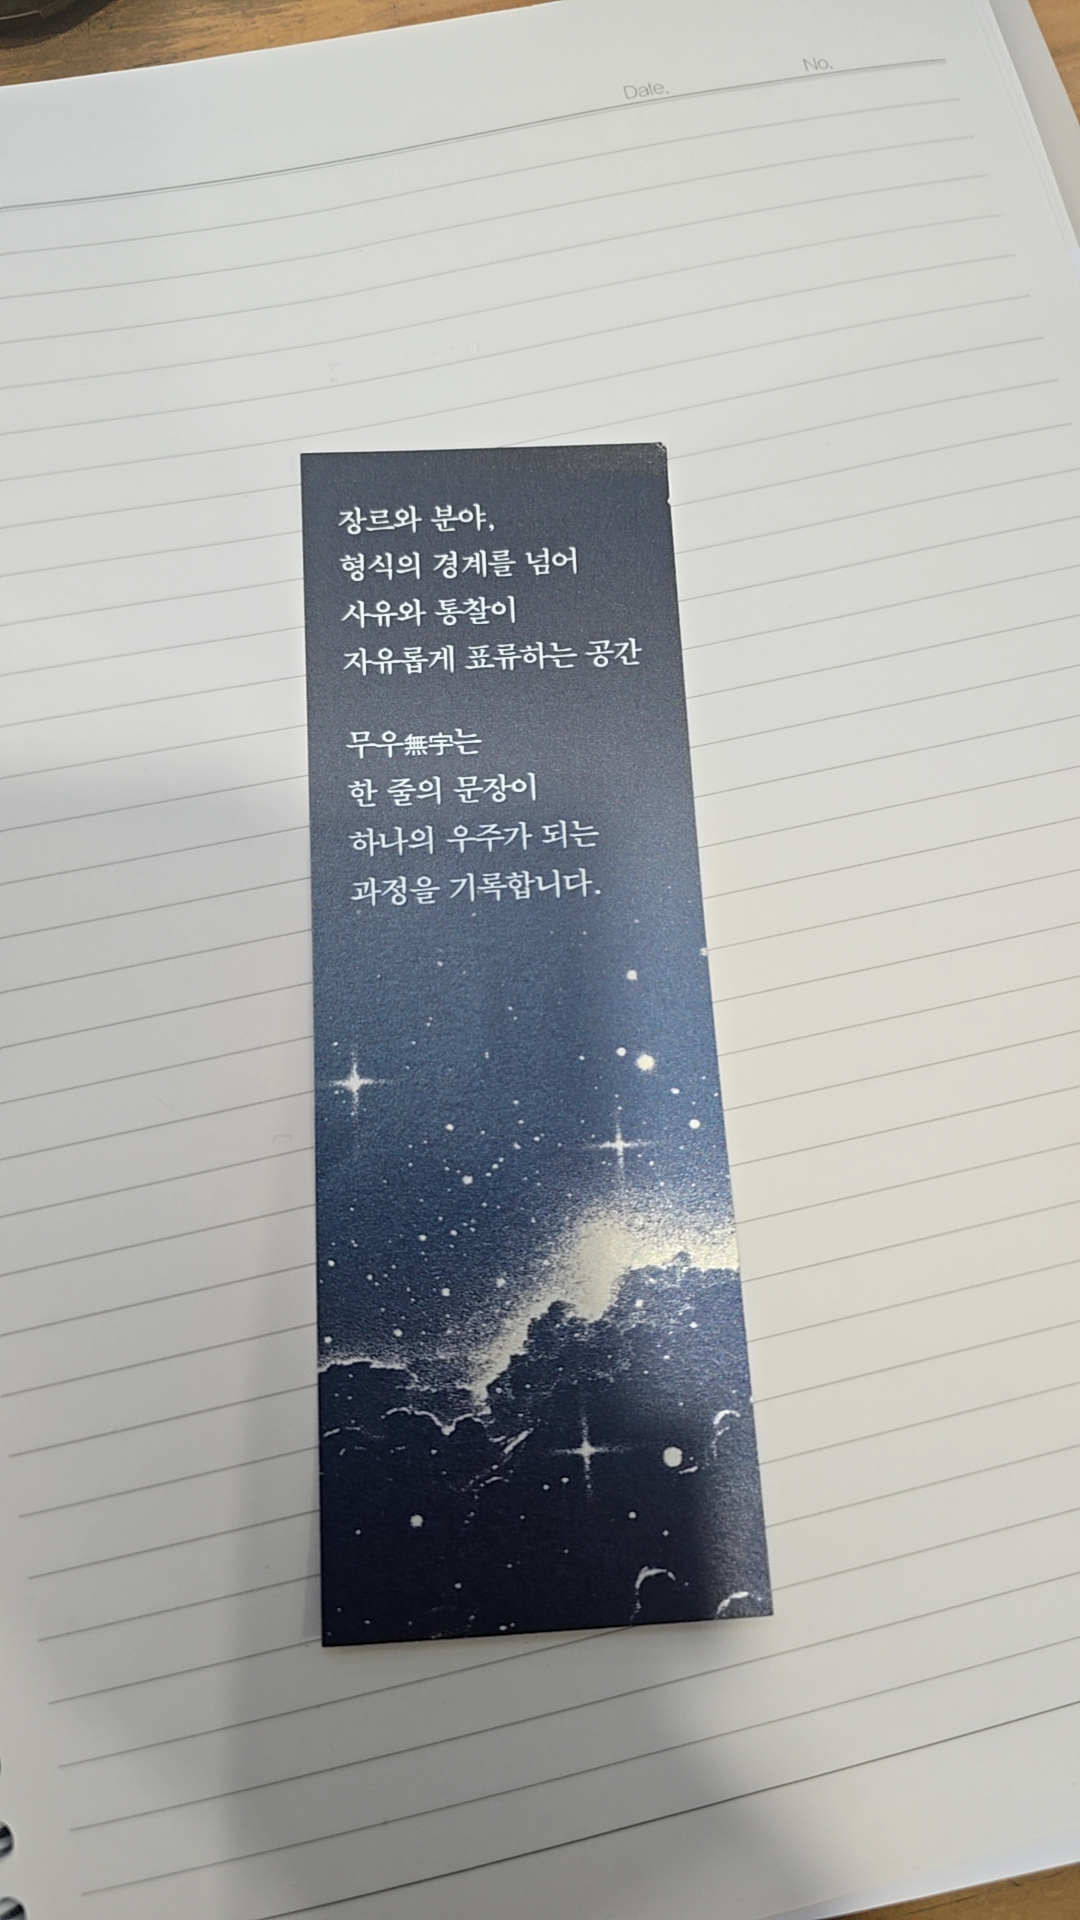 Date.
No.
장르와 분야,
형식의 경계를 넘어
사유와 통찰이
자유롭게 표류하는 공간
무우無宇는
한 줄의 문장이
하나의 우주가 되는
과정을 기록합니다.